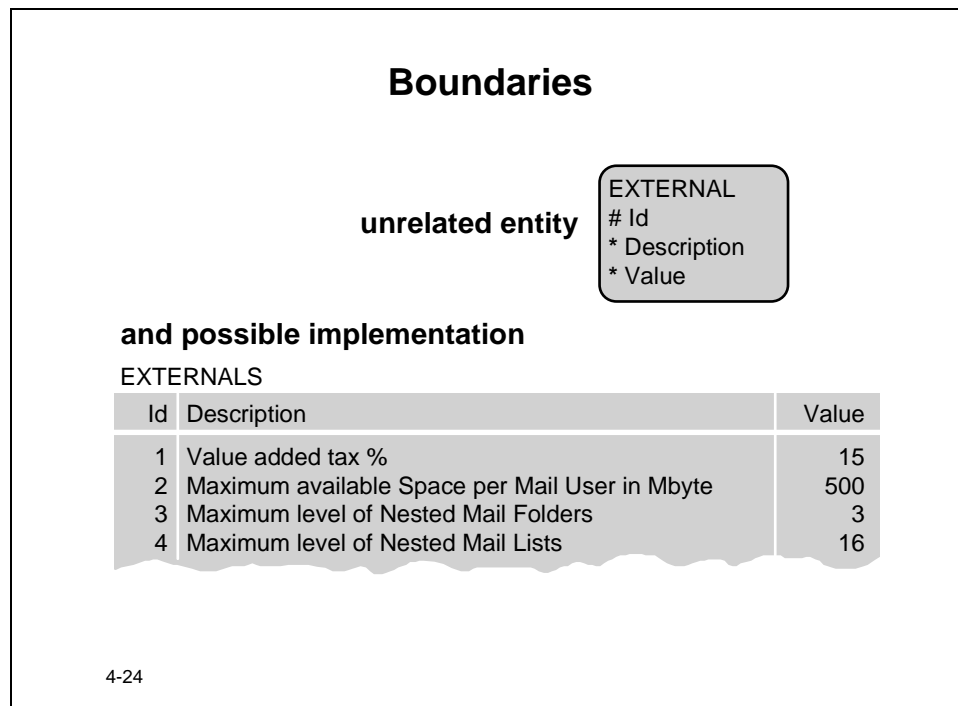 Boundaries
unrelated entity
EXTERNAL
# Id
* Description
* Value
and possible implementation
EXTERNALS
Id Description Value
1 Value added tax % 15
2 Maximum available Space per Mail User in Mbyte 500
3 Maximum level of Nested Mail Folders 3
4 Maximum level of Nested Mail Lists 16
4-24